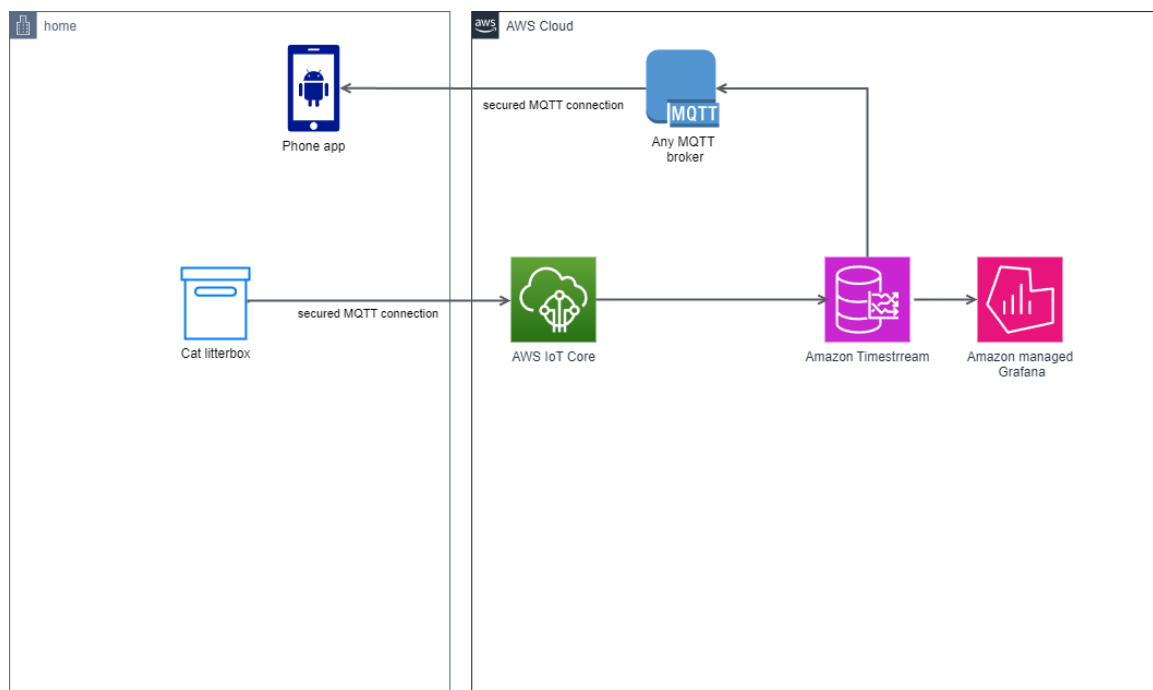 home
aws
AWS Cloud
MQTT
secured MQTT connection
Phone app
Any MQTT
broker
secured MQTT connection
Cat litterbox
AWS IoT Core
Amazon Timestrream
Amazon managed
Grafana